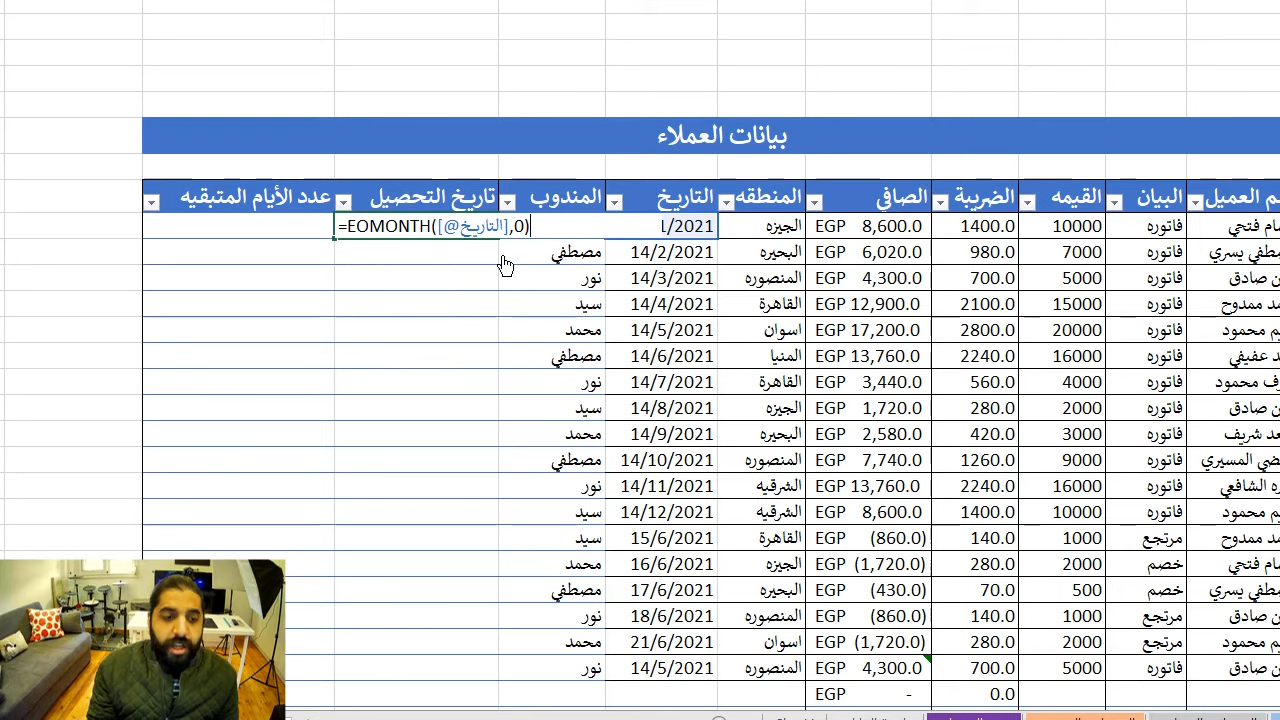 بيانات العملاء
م العميل البيان القيمه الضريبة الصافي المنطقه التاريخ المندوب تاريخ التحصيل عدد الأيام المتبقيه
فاتوره 10000 1400.0 EGP 8,600.0 الجيزه 1/2021 =EOMONTH([@التاريخ],0)
فاتوره 7000 980.0 EGP 6,020.0 البحيره 14/2/2021 مصطفي
ن صادق فاتوره 5000 700.0 EGP 4,300.0 المنصوره 14/3/2021 نور
فاتوره 15000 2100.0 EGP 12,900.0 القاهرة 14/4/2021 سيد
يم محمود فاتوره 20000 2800.0 EGP 17,200.0 اسوان 14/5/2021 محمد
فاتوره 16000 2240.0 EGP 13,760.0 المنيا 14/6/2021 مصطفي
ف محمود فاتوره 4000 560.0 EGP 3,440.0 القاهرة 14/7/2021 نور
ن صادق فاتوره 2000 280.0 EGP 1,720.0 الجيزه 14/8/2021 سيد
عد شريف فاتوره 3000 420.0 EGP 2,580.0 البحيره 14/9/2021 محمد
المسيري فاتوره 9000 1260.0 EGP 7,740.0 المنصوره 14/10/2021 مصطفي
ه الشافعي فاتوره 16000 2240.0 EGP 13,760.0 الشرقيه 14/11/2021 نور
يم محمود فاتوره 10000 1400.0 EGP 8,600.0 الشرقيه 14/12/2021 سيد
د ممدوح مرتجع 1000 140.0 EGP (860.0) القاهرة 15/6/2021 سيد
ام فتحي خصم 2000 280.0 EGP (1,720.0) الجيزه 16/6/2021 محمد
طفي يسري خصم 500 70.0 EGP (430.0) البحيره 17/6/2021 مصطفي
ن صادق مرتجع 1000 140.0 EGP (860.0) المنصوره 18/6/2021 نور
يم محمود مرتجع 2000 280.0 EGP (1,720.0) اسوان 21/6/2021 محمد
ن صادق فاتوره 5000 700.0 EGP 4,300.0 المنصوره 14/5/2021 نور
0.0 EGP -